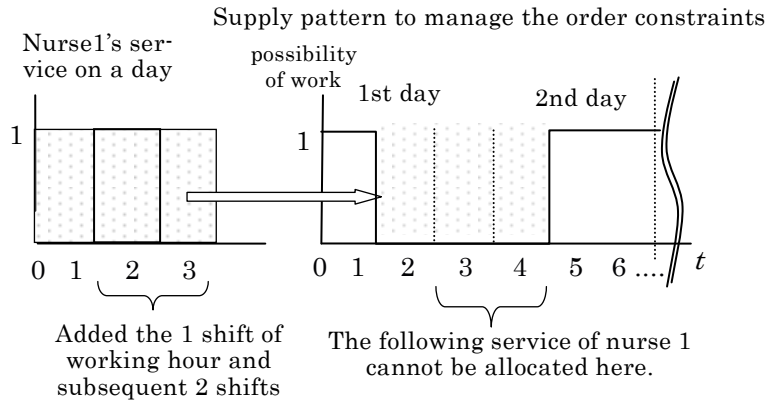 Supply pattern to manage the order constraints
Nurse1's ser-
vice on a day
possibility
of work
1st day
2nd day
1
1
0 1 2 3
0 1 2 3 4 5 6 .... t
Added the 1 shift of
working hour and
subsequent 2 shifts
The following service of nurse 1
cannot be allocated here.